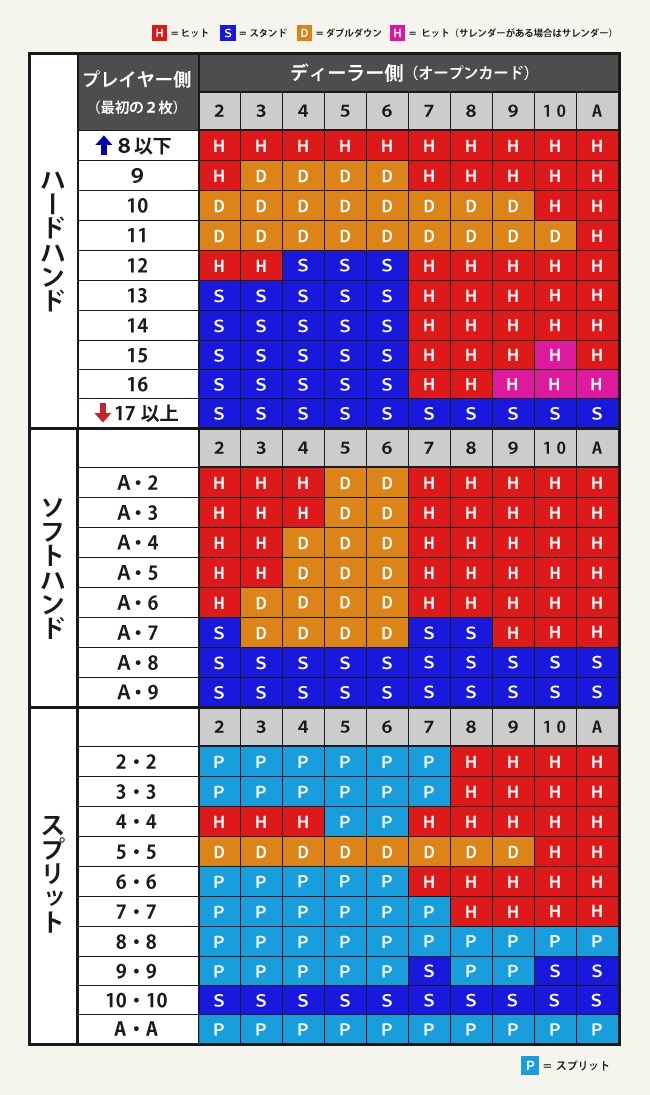 H = ヒット S = スタンド D = ダブルダウン H = ヒット（サレンダーがある場合はサレンダー）
プレイヤー側 ディーラー側（オープンカード）
（最初の２枚） 2 3 4 5 6 7 8 9 10 A
ハードハンド
8以下 H H H H H H H H H H
9 H D D D D H H H H H
10 D D D D D D D D H H
11 D D D D D D D D D H
12 H H S S S H H H H H
13 S S S S S H H H H H
14 S S S S S H H H H H
15 S S S S S H H H H H
16 S S S S S H H H H H
17以上 S S S S S S S S S S
ソフトハンド
2 3 4 5 6 7 8 9 10 A
A・2 H H H D D H H H H H
A・3 H H H D D H H H H H
A・4 H H D D D H H H H H
A・5 H H D D D H H H H H
A・6 H D D D D H H H H H
A・7 S D D D D S S H H H
A・8 S S S S S S S S S S
A・9 S S S S S S S S S S
スプリット
2 3 4 5 6 7 8 9 10 A
2・2 P P P P P P H H H H
3・3 P P P P P P H H H H
4・4 H H H P P H H H H H
5・5 D D D D D D D D H H
6・6 P P P P P H H H H H
7・7 P P P P P P H H H H
8・8 P P P P P P P P P P
9・9 P P P P P S P P S S
10・10 S S S S S S S S S S
A・A P P P P P P P P P P
P = スプリット